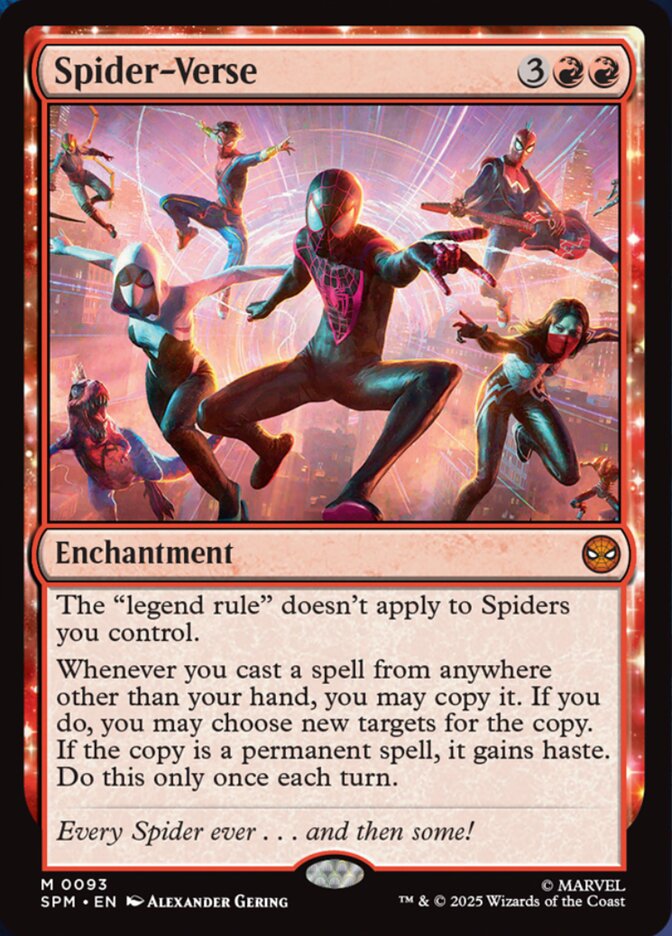 Spider-Verse 3
Enchantment
The “legend rule” doesn’t apply to Spiders
you control.
Whenever you cast a spell from anywhere
other than your hand, you may copy it. If you
do, you may choose new targets for the copy.
If the copy is a permanent spell, it gains haste.
Do this only once each turn.
Every Spider ever . . . and then some!
M 0093
SPM • EN ALEXANDER GERING
© MARVEL
™ & © 2025 Wizards of the Coast